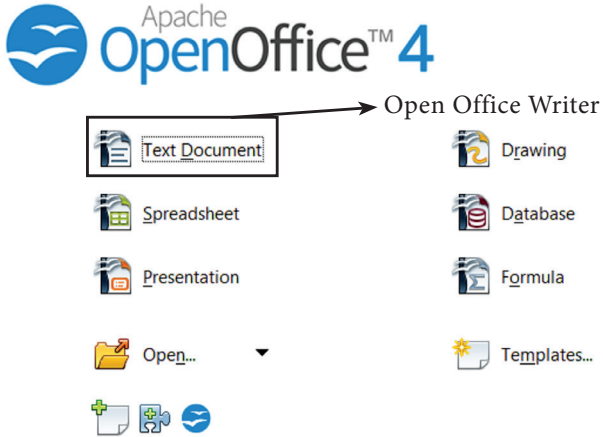 Apache
OpenOffice™ 4
Open Office Writer
Text Document
Drawing
Spreadsheet
Database
Presentation
Formula
Open...
Templates...